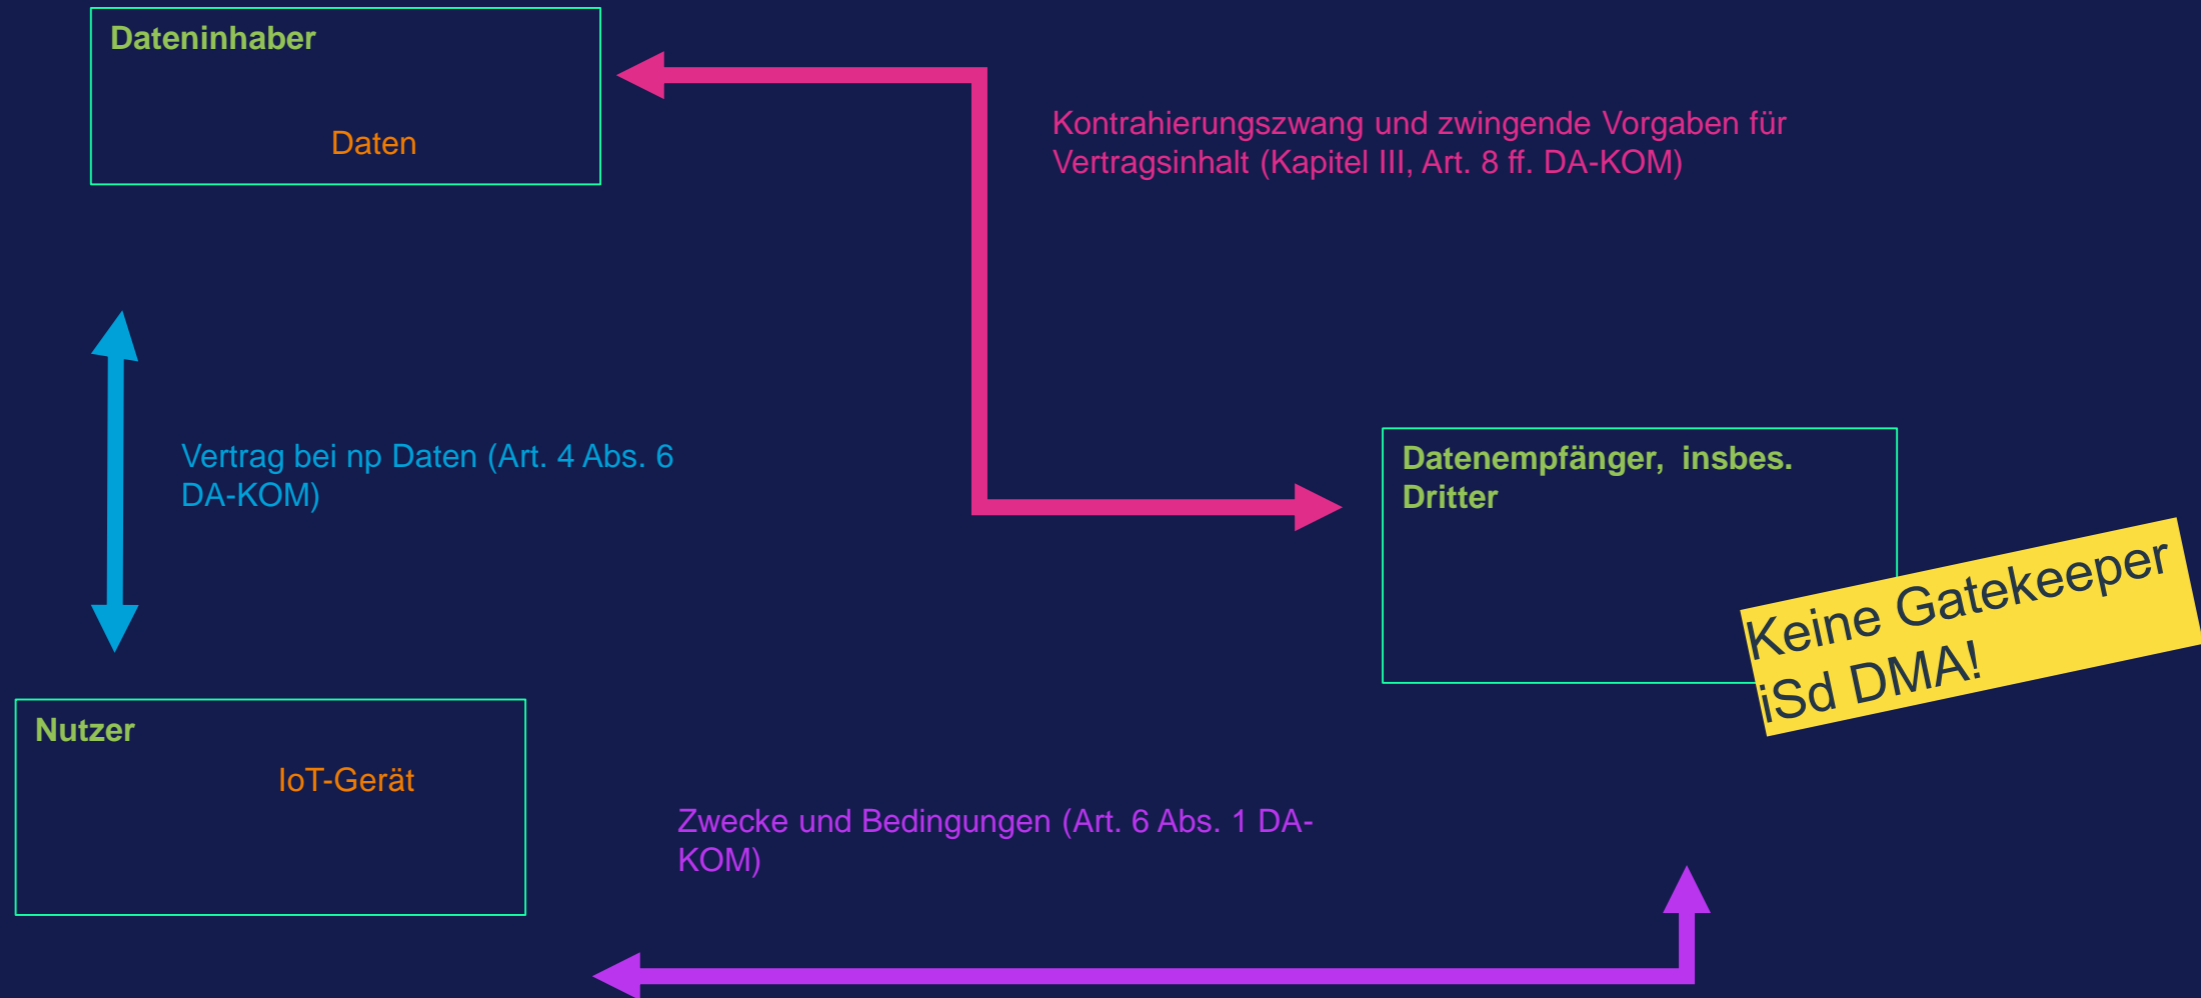 Dateninhaber
Daten
Kontrahierungszwang und zwingende Vorgaben für
Vertragsinhalt (Kapitel III, Art. 8 ff. DA-KOM)
Vertrag bei np Daten (Art. 4 Abs. 6
DA-KOM)
Datenempfänger, insbes.
Dritter
Keine Gatekeeper
iSd DMA!
Nutzer
IoT-Gerät
Zwecke und Bedingungen (Art. 6 Abs. 1 DA-
KOM)